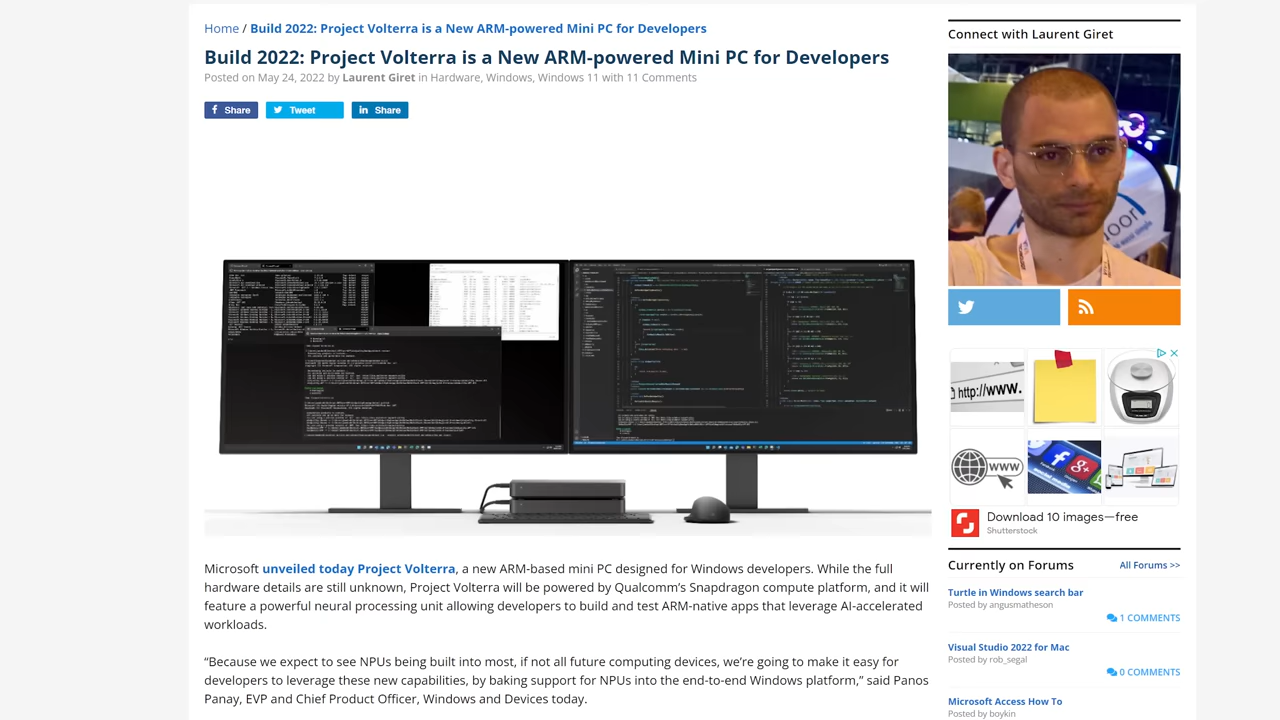 Home / Build 2022: Project Volterra is a New ARM-powered Mini PC for Developers
Build 2022: Project Volterra is a New ARM-powered Mini PC for Developers
Posted on May 24, 2022 by Laurent Giret in Hardware, Windows, Windows 11 with 11 Comments
Share
Tweet
Share
Microsoft unveiled today Project Volterra, a new ARM-based mini PC designed for Windows developers. While the full
hardware details are still unknown, Project Volterra will be powered by Qualcomm’s Snapdragon compute platform, and it will
feature a powerful neural processing unit allowing developers to build and test ARM-native apps that leverage AI-accelerated
workloads.
“Because we expect to see NPUs being built into most, if not all future computing devices, we’re going to make it easy for
developers to leverage these new capabilities, by baking support for NPUs into the end-to-end Windows platform,” said Panos
Panay, EVP and Chief Product Officer, Windows and Devices today.
Connect with Laurent Giret
http://www.
www
Download 10 images—free
Shutterstock
Currently on Forums
All Forums >>
Turtle in Windows search bar
Posted by angusmatheson
1 COMMENTS
Visual Studio 2022 for Mac
Posted by rob_segal
0 COMMENTS
Microsoft Access How To
Posted by boykin